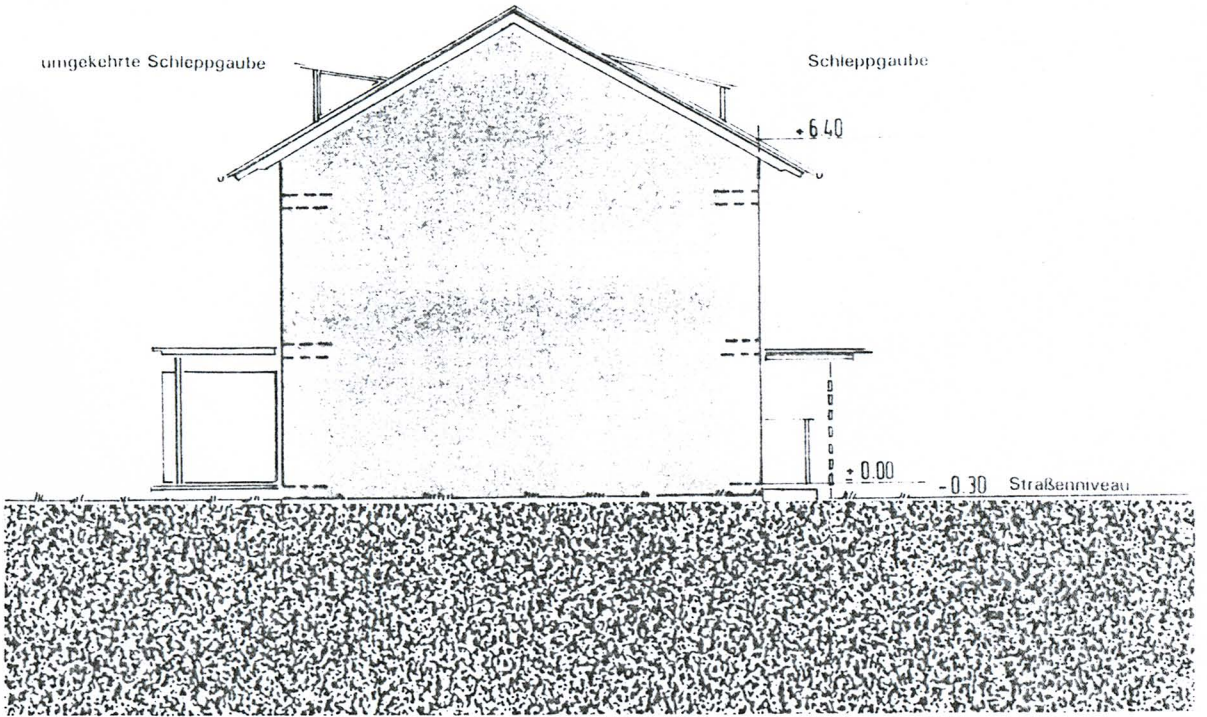 umgekehrte Schleppgaube
Schleppgaube
+6.40
± 0.00
-0.30 Straßenniveau